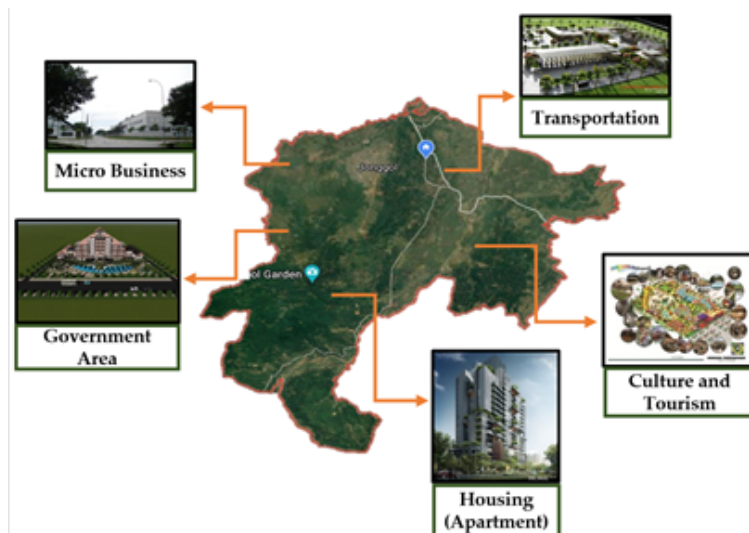 Micro Business
Transportation
Jonggol
Government
Area
ol Garden
Culture and
Tourism
Housing
(Apartment)